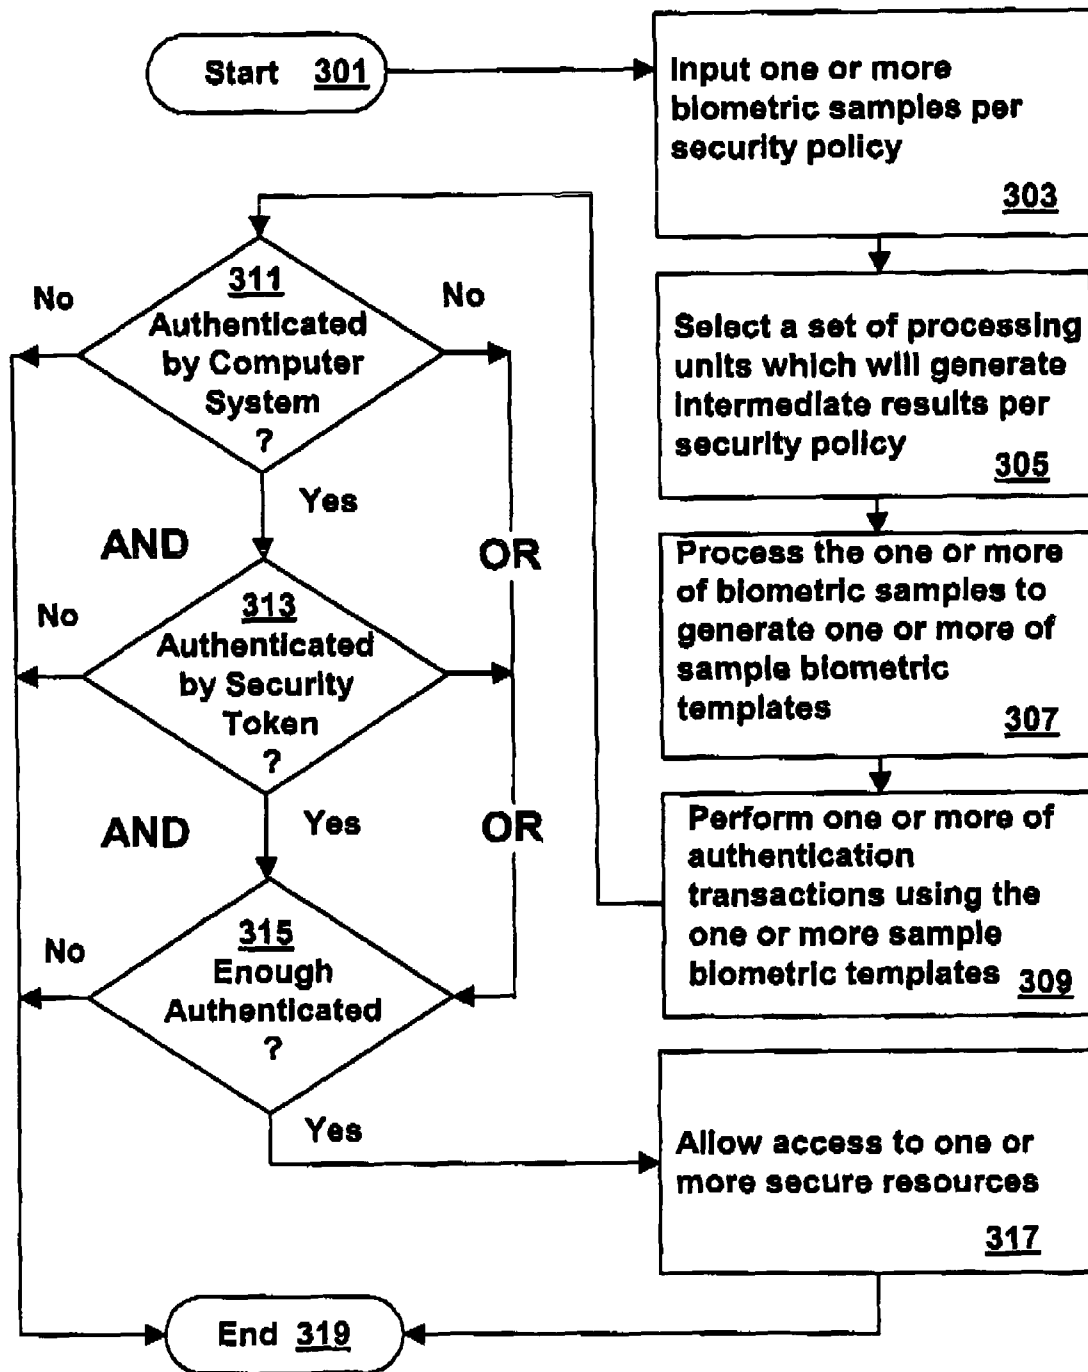 Start 301
Input one or more
biometric samples per
security policy
303
Select a set of processing
units which will generate
intermediate results per
security policy
305
Process the one or more
of biometric samples to
generate one or more of
sample biometric
templates
307
Perform one or more of
authentication
transactions using the
one or more sample
biometric templates
309
No
311
Authenticated
by Computer
System
?
No
Yes
AND
OR
No
313
Authenticated
by Security
Token
?
Yes
AND
OR
No
315
Enough
Authenticated
?
Yes
Allow access to one or
more secure resources
317
End 319